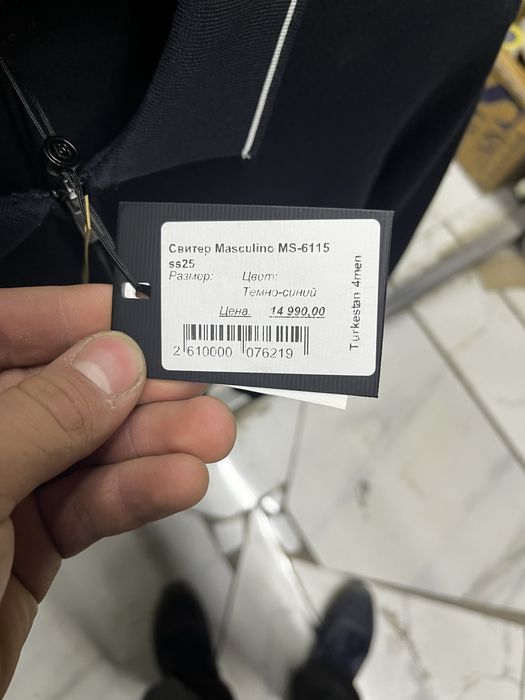 Свитер Masculino MS-6115
ss25
Размер: Цвет:
Темно-синий
Цена: 14 990,00
2 610000 076219
Turkestan 4men